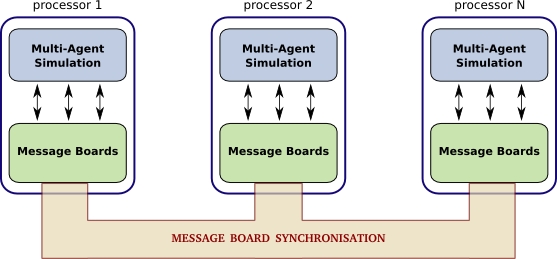 processor 1
processor 2
processor N
Multi-Agent
Simulation
Multi-Agent
Simulation
Multi-Agent
Simulation
Message Boards
Message Boards
Message Boards
MESSAGE BOARD SYNCHRONISATION